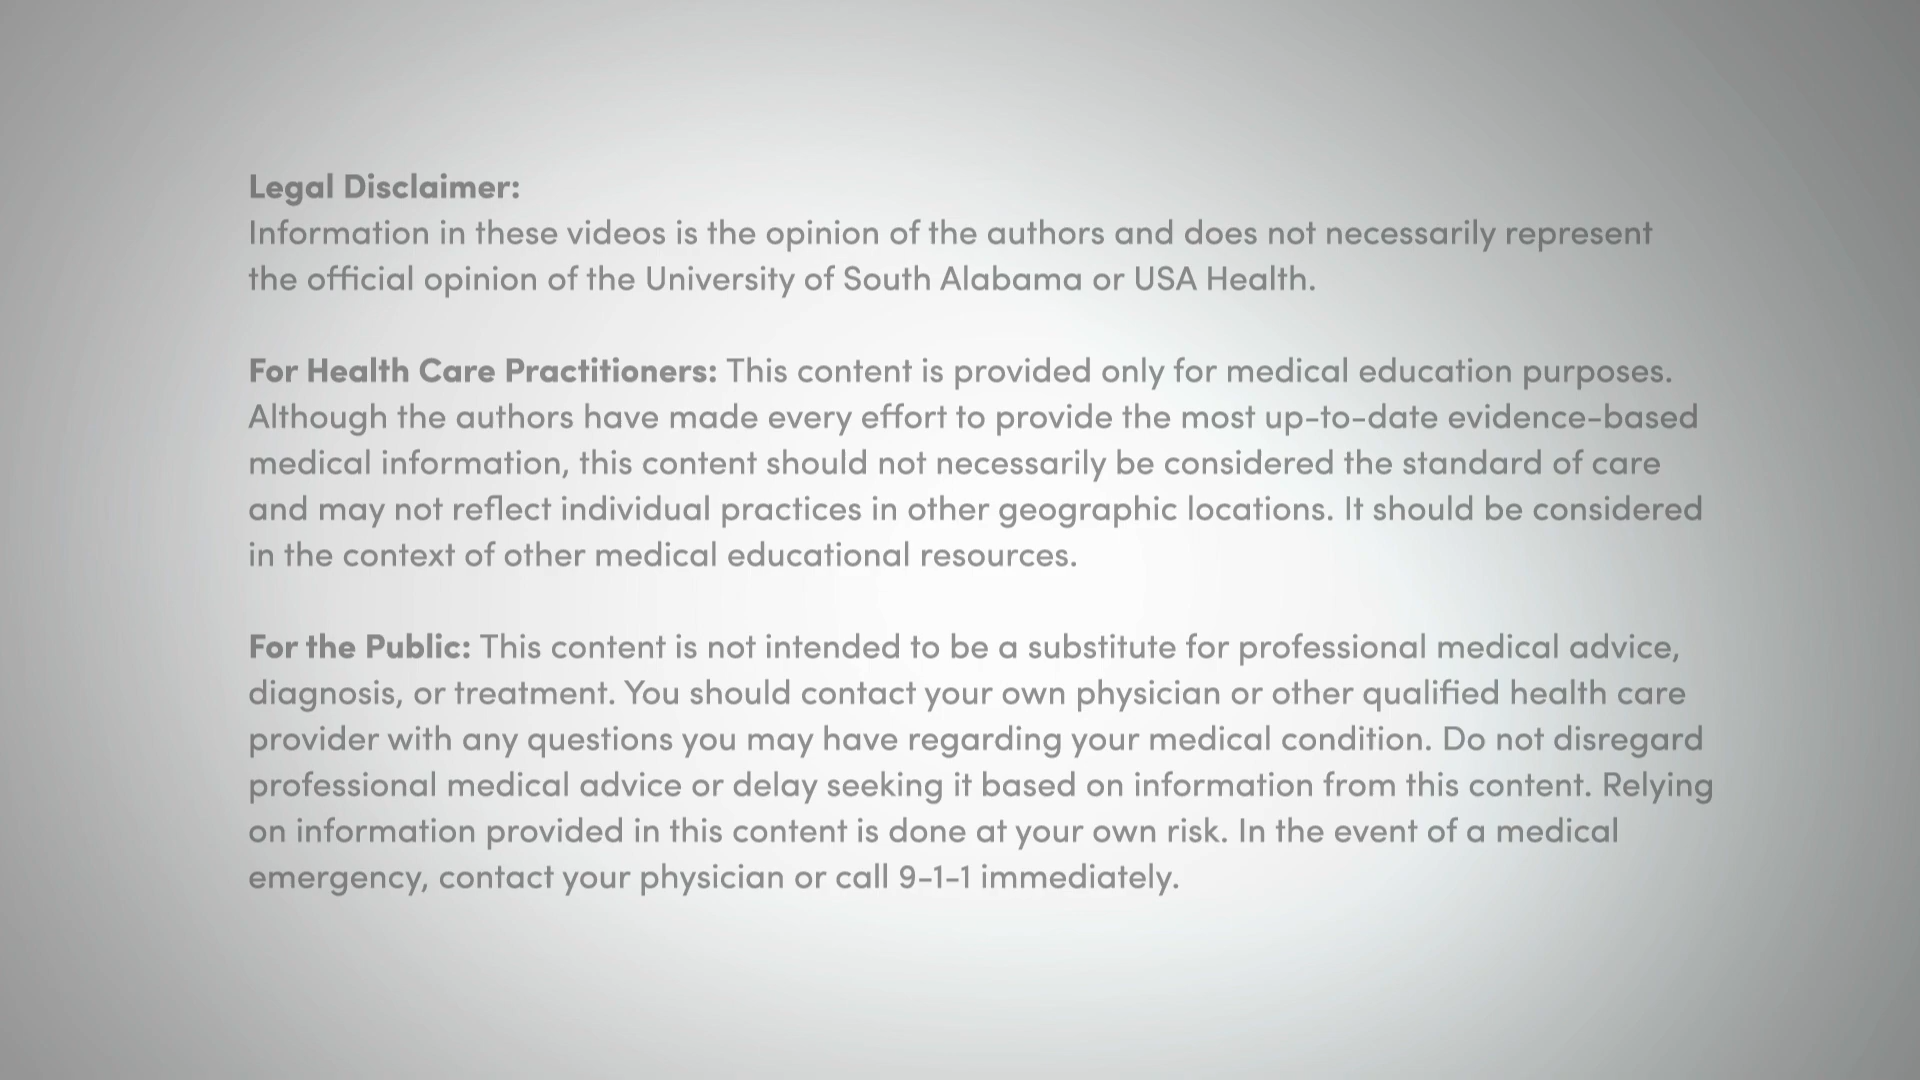 Legal Disclaimer:
Information in these videos is the opinion of the authors and does not necessarily represent
the official opinion of the University of South Alabama or USA Health.
For Health Care Practitioners: This content is provided only for medical education purposes.
Although the authors have made every effort to provide the most up-to-date evidence-based
medical information, this content should not necessarily be considered the standard of care
and may not reflect individual practices in other geographic locations. It should be considered
in the context of other medical educational resources.
For the Public: This content is not intended to be a substitute for professional medical advice,
diagnosis, or treatment. You should contact your own physician or other qualified health care
provider with any questions you may have regarding your medical condition. Do not disregard
professional medical advice or delay seeking it based on information from this content. Relying
on information provided in this content is done at your own risk. In the event of a medical
emergency, contact your physician or call 9-1-1 immediately.